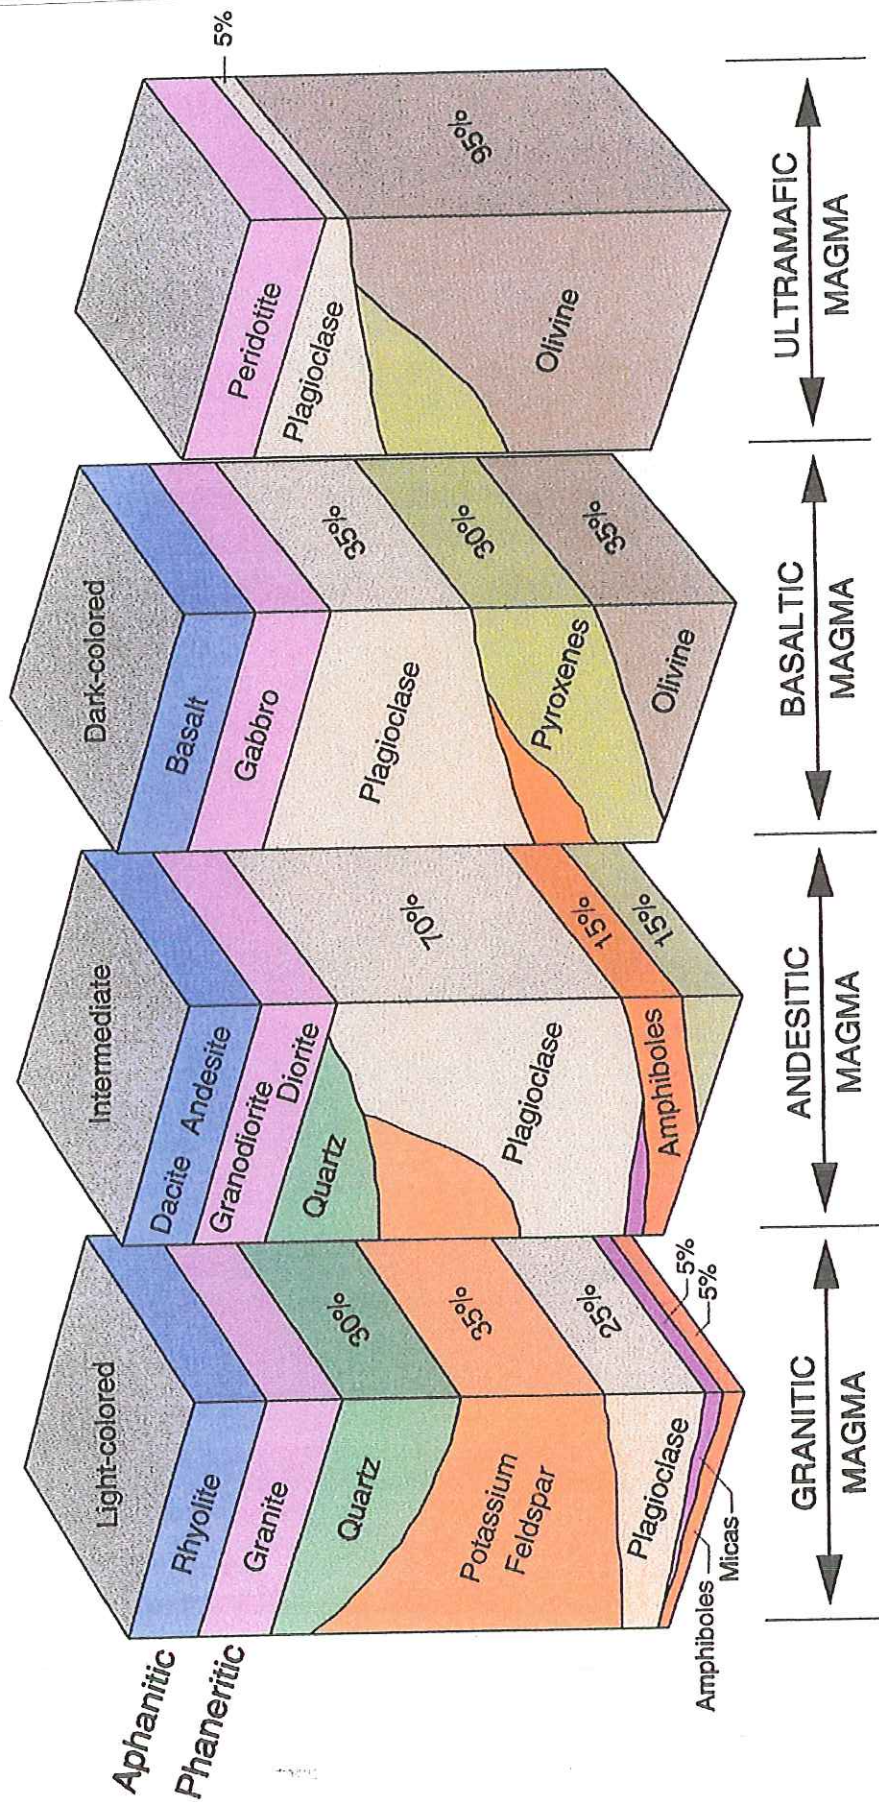 Aphanitic
Phaneritic
Light-colored
Rhyolite
Granite
Quartz
Potassium
Feldspar
Plagioclase
Amphiboles
Micas
30%
35%
25%
5%
5%
GRANITIC
MAGMA
Intermediate
Dacite Andesite
Granodiorite
Diorite
Quartz
Plagioclase
Amphiboles
70%
15%
15%
ANDESITIC
MAGMA
Dark-colored
Basalt
Gabbro
Plagioclase
Pyroxenes
Olivine
35%
30%
35%
BASALTIC
MAGMA
Peridotite
Plagioclase
Olivine
5%
95%
ULTRAMAFIC
MAGMA